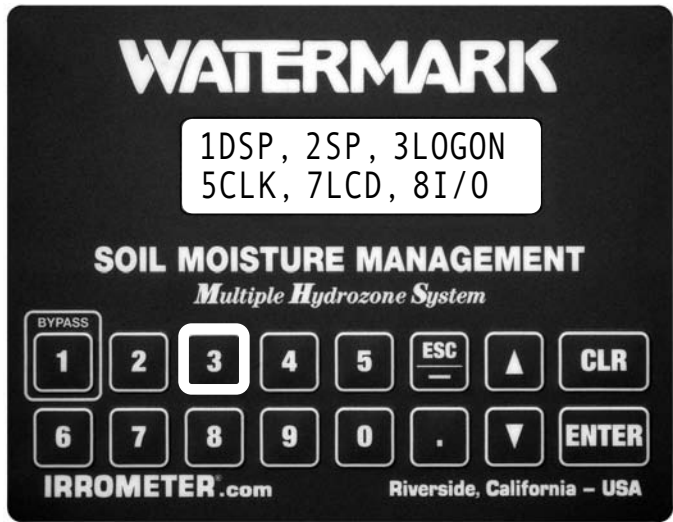 WATERMARK
1DSP, 2SP, 3LOGON
5CLK, 7LCD, 8I/O
SOIL MOISTURE MANAGEMENT
Multiple Hydrozone System
BYPASS
1 2 3 4 5 ESC — ▲ CLR
6 7 8 9 0 . ▼ ENTER
IRROMETER.com Riverside, California – USA